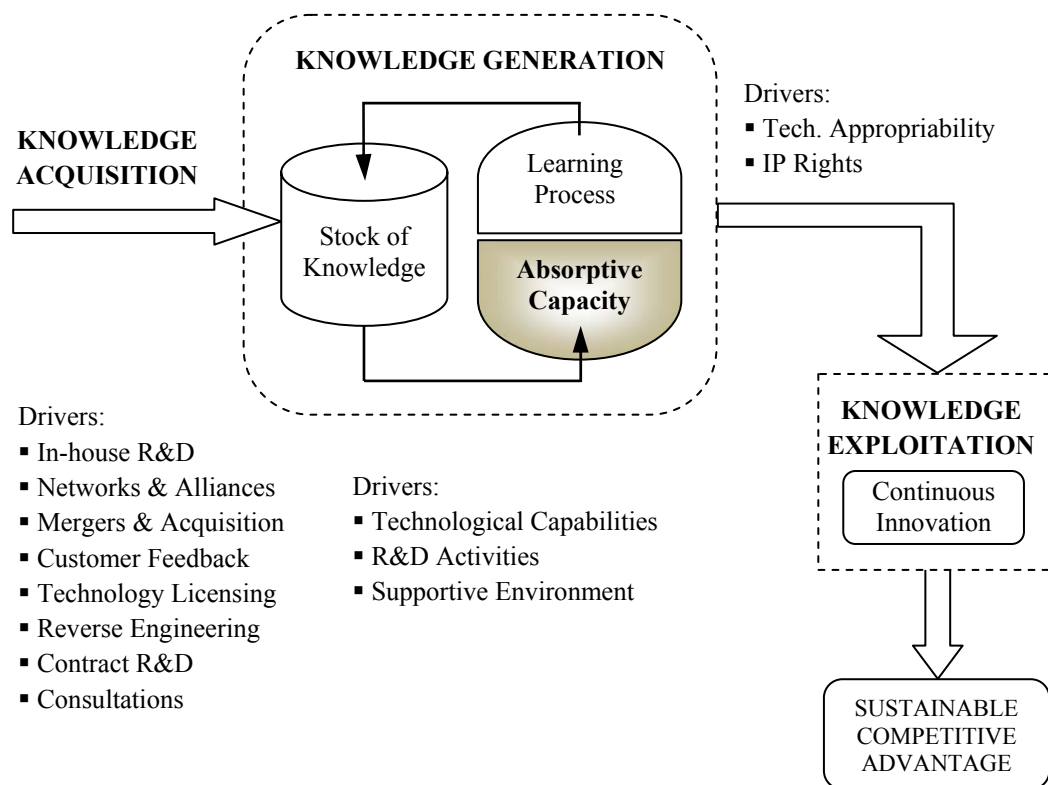 KNOWLEDGE GENERATION
KNOWLEDGE
ACQUISITION
Stock of
Knowledge
Learning
Process
Absorptive
Capacity
Drivers:
▪ Tech. Appropriability
▪ IP Rights
Drivers:
▪ In-house R&D
▪ Networks & Alliances
▪ Mergers & Acquisition
▪ Customer Feedback
▪ Technology Licensing
▪ Reverse Engineering
▪ Contract R&D
▪ Consultations
Drivers:
▪ Technological Capabilities
▪ R&D Activities
▪ Supportive Environment
KNOWLEDGE
EXPLOITATION
Continuous
Innovation
SUSTAINABLE
COMPETITIVE
ADVANTAGE